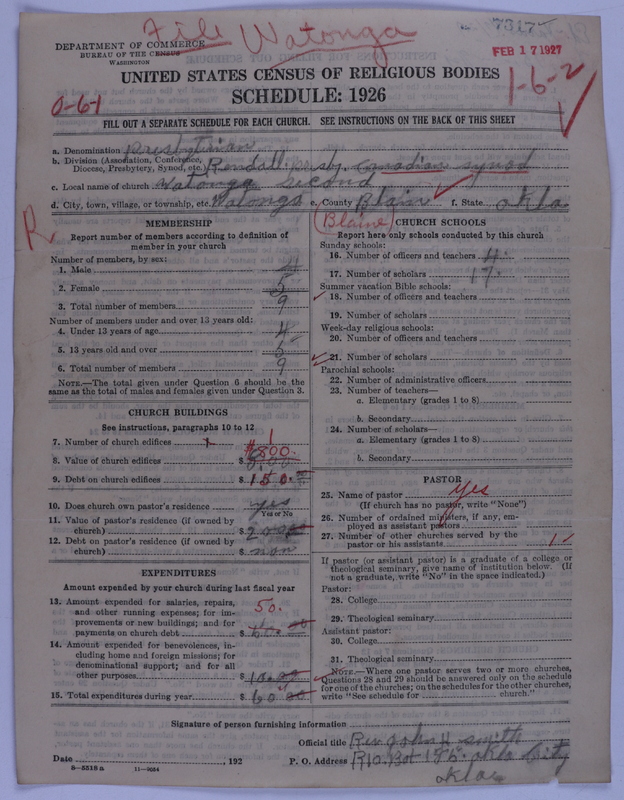 File Watonga
7317
FEB 17 1927
DEPARTMENT OF COMMERCE
BUREAU OF THE CENSUS
WASHINGTON
UNITED STATES CENSUS OF RELIGIOUS BODIES
1-6-2
0-6-1
SCHEDULE: 1926
FILL OUT A SEPARATE SCHEDULE FOR EACH CHURCH. SEE INSTRUCTIONS ON THE BACK OF THIS SHEET
a. Denomination
b. Division (Association, Conference,
Diocese, Presbytery, Synod, etc.) Rendall Presby. Canadian synod
c. Local name of church Watonga second
d. City, town, village, or township, etc. Watonga e. County Blain f. State okla
(Blaine)
R
MEMBERSHIP
Report number of members according to definition of
member in your church
Number of members, by sex:
1. Male 4
2. Female 5
3. Total number of members 9
Number of members under and over 13 years old:
4. Under 13 years of age 4
5. 13 years old and over 5
6. Total number of members 9
NOTE.—The total given under Question 6 should be the
same as the total of males and females given under Question 3.
CHURCH BUILDINGS
See instructions, paragraphs 10 to 12
7. Number of church edifices 1
8. Value of church edifices $ 800.
9. Debt on church edifices $ 150.00
10. Does church own pastor's residence yes
Yes or No
11. Value of pastor's residence (if owned by
church) $
12. Debt on pastor's residence (if owned by
church) $ non
EXPENDITURES
Amount expended by your church during last fiscal year
13. Amount expended for salaries, repairs, 50.
and other running expenses; for im-
provements or new buildings; and for
payments on church debt $
14. Amount expended for benevolences, in-
cluding home and foreign missions; for
denominational support; and for all
other purposes $ 10.00
15. Total expenditures during year $ 60.00
CHURCH SCHOOLS
Report here only schools conducted by this church
Sunday schools:
16. Number of officers and teachers 4.
17. Number of scholars 17.
Summer vacation Bible schools:
18. Number of officers and teachers
19. Number of scholars
Week-day religious schools:
20. Number of officers and teachers
21. Number of scholars
Parochial schools:
22. Number of administrative officers
23. Number of teachers—
a. Elementary (grades 1 to 8)
b. Secondary
24. Number of scholars—
a. Elementary (grades 1 to 8)
b. Secondary
PASTOR
25. Name of pastor yes
(If church has no pastor, write "None")
26. Number of ordained ministers, if any, em-
ployed as assistant pastors
27. Number of other churches served by the
pastor or his assistants 1
If pastor (or assistant pastor) is a graduate of a college or
theological seminary, give name of institution below. (If
not a graduate, write "No" in the space indicated.)
Pastor:
28. College
29. Theological seminary
Assistant pastor:
30. College
31. Theological seminary
NOTE.—Where one pastor serves two or more churches,
Questions 28 and 29 should be answered only on the schedule
for one of the churches; on the schedules for the other churches,
write "See schedule for church."
Signature of person furnishing information
Official title Rev. John H smith
Date , 192 P. O. Address oklo City
okla
8—5518 a 11—9054